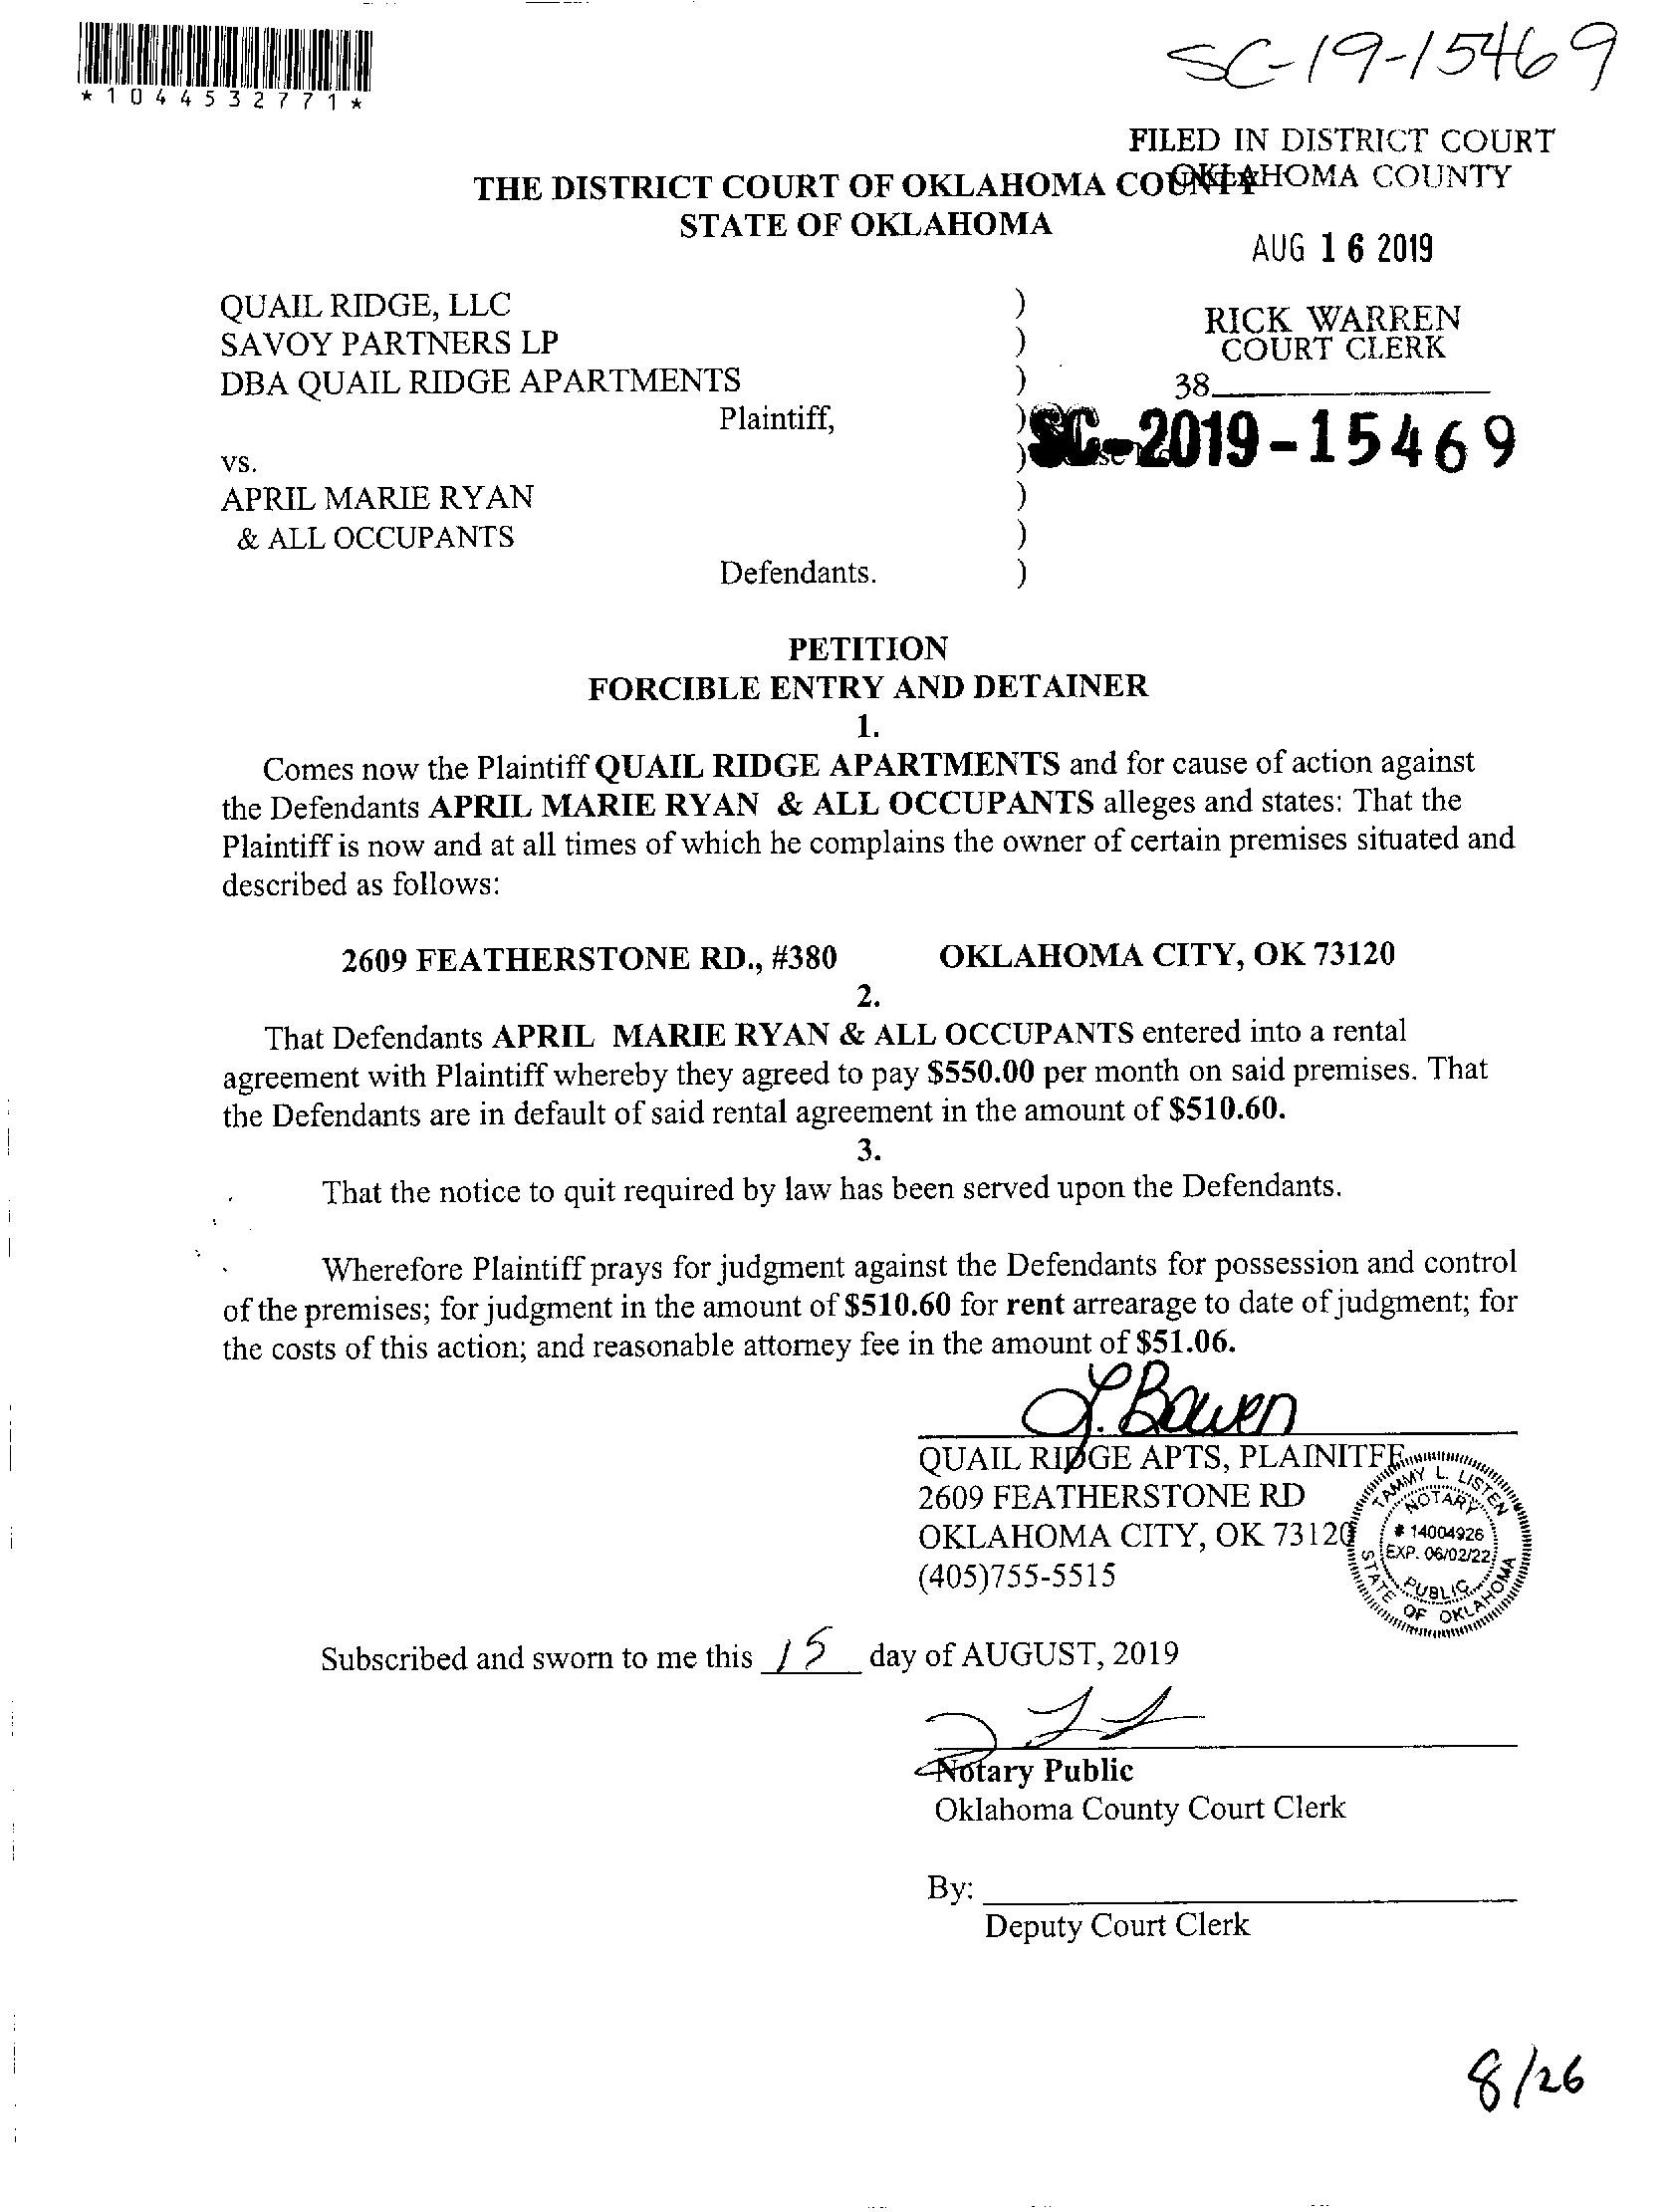 *1044532771*
SC-19-15469
FILED IN DISTRICT COURT
OKLAHOMA COUNTY
THE DISTRICT COURT OF OKLAHOMA COUNTY
STATE OF OKLAHOMA
AUG 16 2019
QUAIL RIDGE, LLC )
SAVOY PARTNERS LP )
DBA QUAIL RIDGE APARTMENTS )
Plaintiff, )
RICK WARREN
COURT CLERK
38
SC-2019-15469
vs. )
APRIL MARIE RYAN )
& ALL OCCUPANTS )
Defendants. )
PETITION
FORCIBLE ENTRY AND DETAINER
1.
Comes now the Plaintiff QUAIL RIDGE APARTMENTS and for cause of action against
the Defendants APRIL MARIE RYAN & ALL OCCUPANTS alleges and states: That the
Plaintiff is now and at all times of which he complains the owner of certain premises situated and
described as follows:
2609 FEATHERSTONE RD., #380 OKLAHOMA CITY, OK 73120
2.
That Defendants APRIL MARIE RYAN & ALL OCCUPANTS entered into a rental
agreement with Plaintiff whereby they agreed to pay $550.00 per month on said premises. That
the Defendants are in default of said rental agreement in the amount of $510.60.
3.
That the notice to quit required by law has been served upon the Defendants.
Wherefore Plaintiff prays for judgment against the Defendants for possession and control
of the premises; for judgment in the amount of $510.60 for rent arrearage to date of judgment; for
the costs of this action; and reasonable attorney fee in the amount of $51.06.
L. Bowen
QUAIL RIDGE APTS, PLAINITFF
2609 FEATHERSTONE RD
OKLAHOMA CITY, OK 73120
(405)755-5515
TAMMY L. LISTEN
NOTARY
# 14004926
EXP. 06/02/22
PUBLIC
STATE OF OKLAHOMA
Subscribed and sworn to me this 15 day of AUGUST, 2019
Notary Public
Oklahoma County Court Clerk
By:
Deputy Court Clerk
8/26